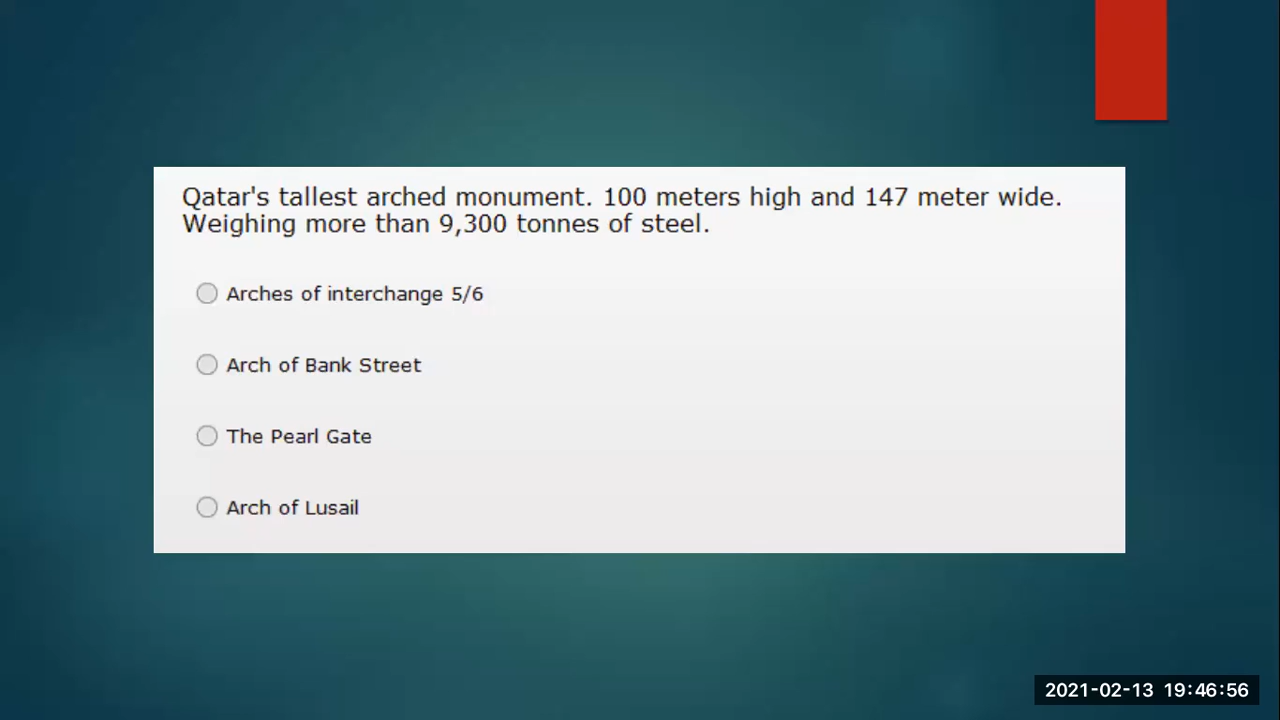 Qatar's tallest arched monument. 100 meters high and 147 meter wide.
Weighing more than 9,300 tonnes of steel.
Arches of interchange 5/6
Arch of Bank Street
The Pearl Gate
Arch of Lusail
2021-02-13 19:46:56